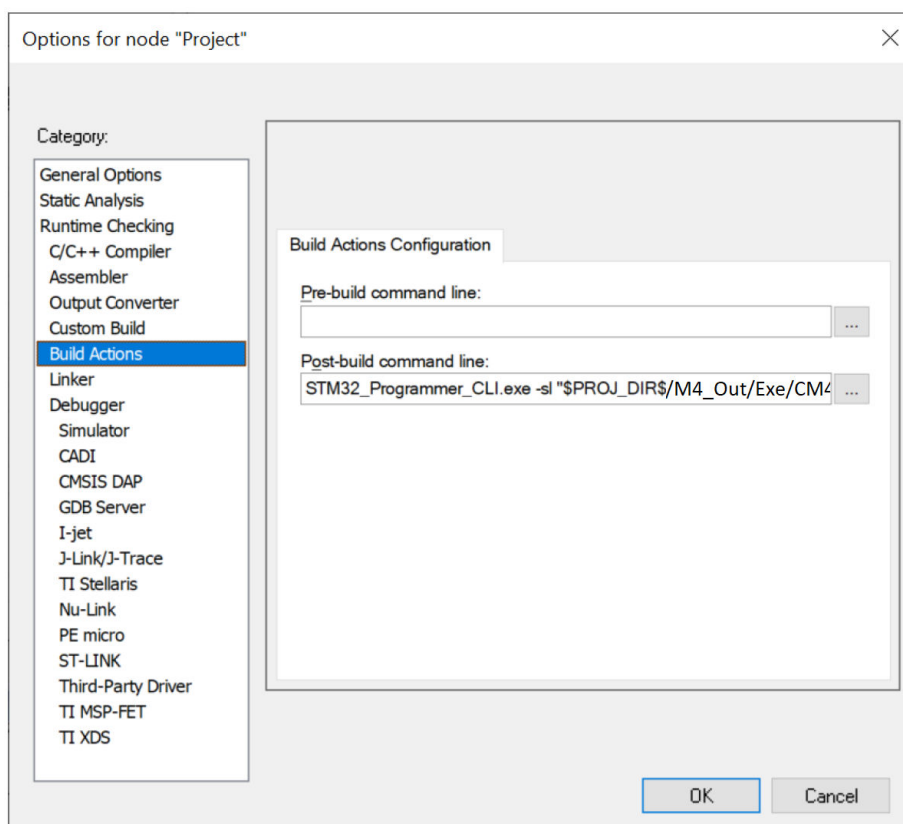 Options for node "Project"
Category:
General Options
Static Analysis
Runtime Checking
C/C++ Compiler
Assembler
Output Converter
Custom Build
Build Actions
Linker
Debugger
Simulator
CADI
CMSIS DAP
GDB Server
I-jet
J-Link/J-Trace
TI Stellaris
Nu-Link
PE micro
ST-LINK
Third-Party Driver
TI MSP-FET
TI XDS
Build Actions Configuration
Pre-build command line:
...
Post-build command line:
STM32_Programmer_CLI.exe -sl "$PROJ_DIR$/M4_Out/Exe/CM4 ...
OK Cancel